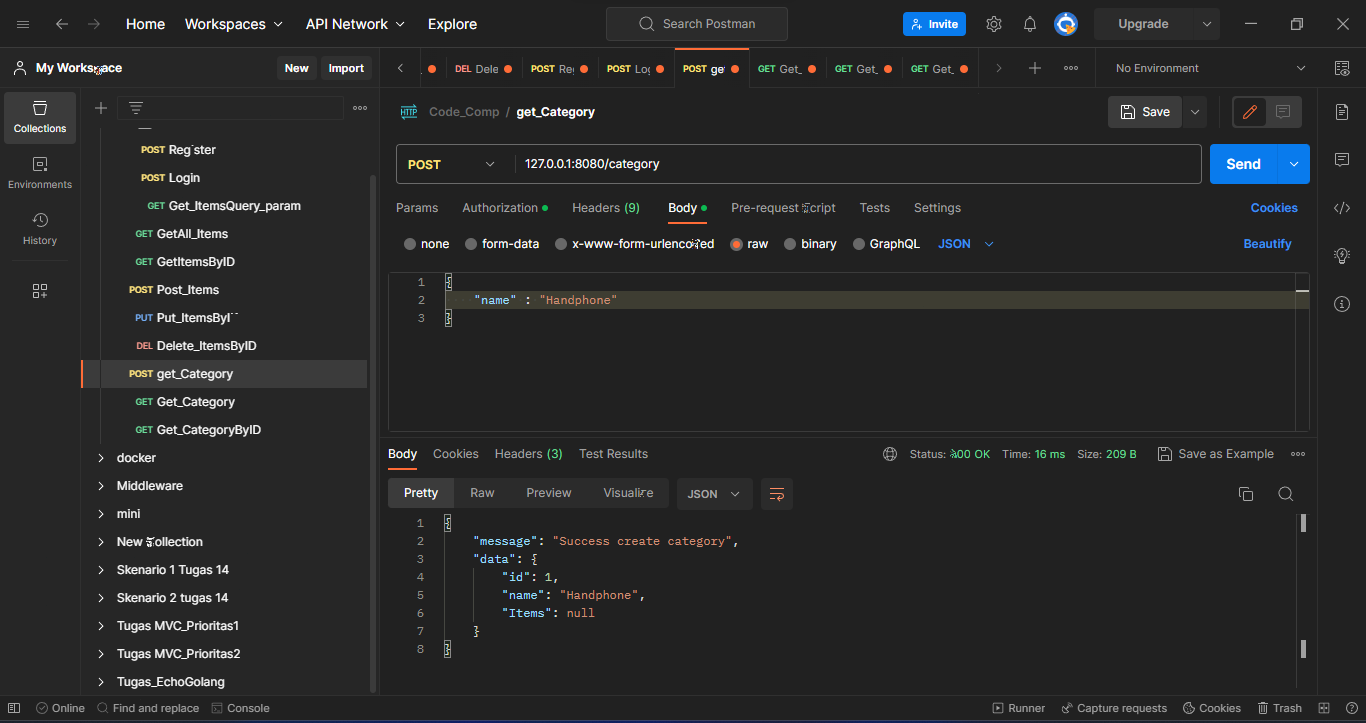 Home Workspaces API Network Explore Search Postman Invite Upgrade
My Workspace New Import DEL Dele POST Re POST Lo POST ge GET Get_ GET Get_ GET Get_ No Environment
Collections
Environments
History
POST Register
POST Login
GET Get_ItemsQuery_param
GET GetAll_Items
GET GetItemsByID
POST Post_Items
PUT Put_ItemsByI
DEL Delete_ItemsByID
POST get_Category
GET Get_Category
GET Get_CategoryByID
docker
Middleware
mini
New Collection
Skenario 1 Tugas 14
Skenario 2 tugas 14
Tugas MVC_Prioritas1
Tugas MVC_Prioritas2
Tugas_EchoGolang
HTTP Code_Comp / get_Category Save
POST 127.0.0.1:8080/category Send
Params Authorization Headers (9) Body Pre-request Script Tests Settings Cookies
none form-data x-www-form-urlencoded raw binary GraphQL JSON Beautify
1 {
2 "name" : "Handphone"
3 }
Body Cookies Headers (3) Test Results Status: 200 OK Time: 16 ms Size: 209 B Save as Example
Pretty Raw Preview Visualize JSON
1 {
2 "message": "Success create category",
3 "data": {
4 "id": 1,
5 "name": "Handphone",
6 "Items": null
7 }
8 }
Online Find and replace Console Runner Capture requests Cookies Trash